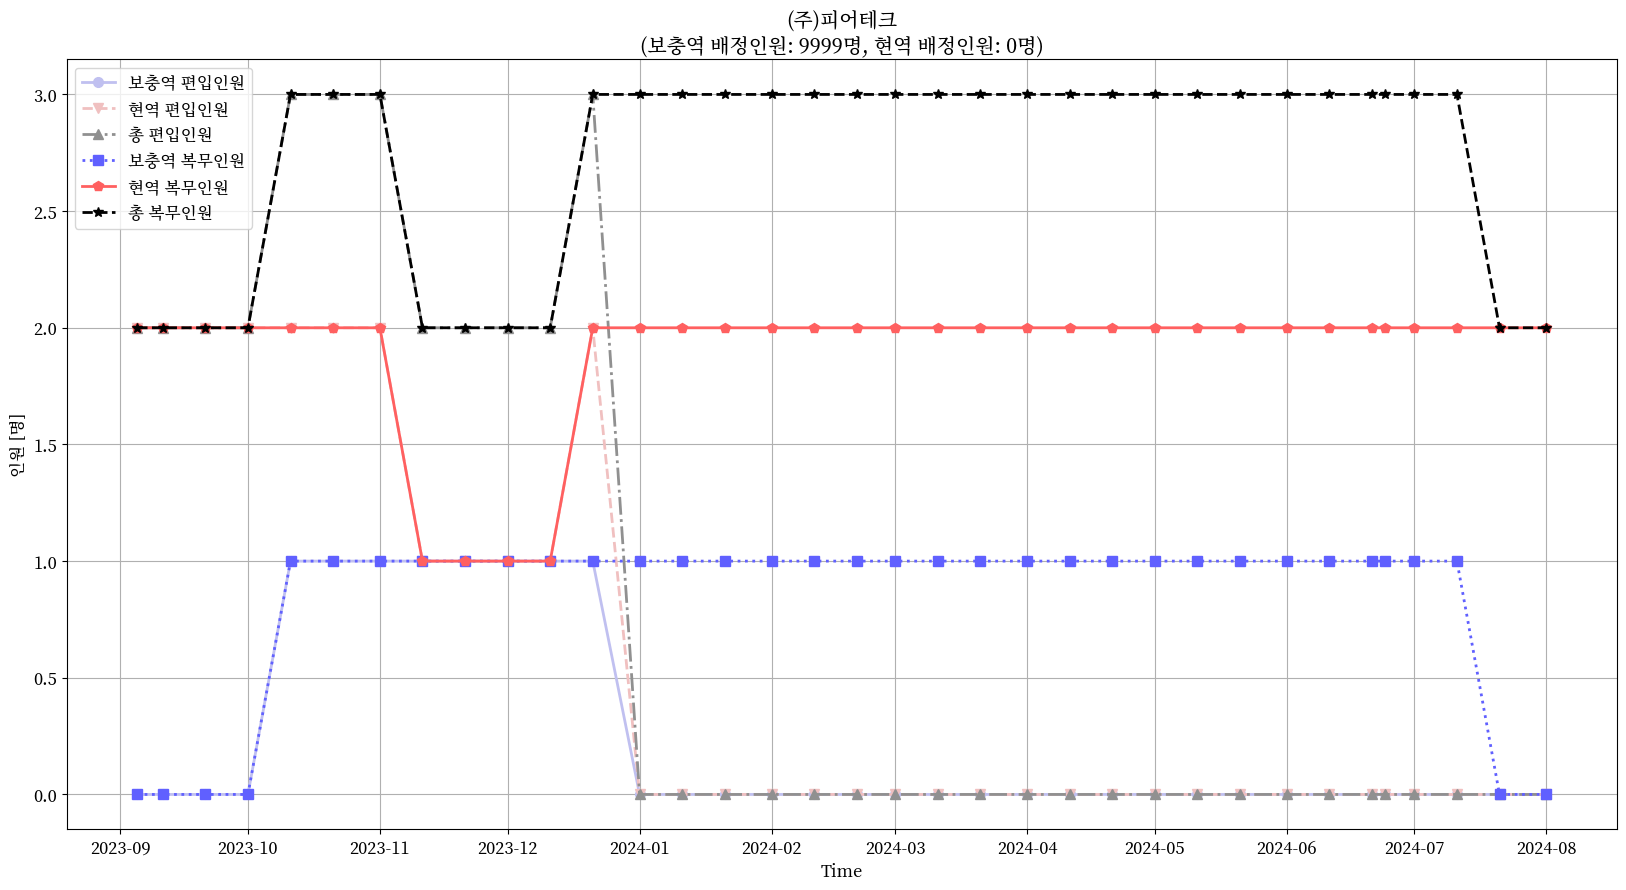 (주)피어테크
(보충역 배정인원: 9999명, 현역 배정인원: 0명)
보충역 편입인원
현역 편입인원
총 편입인원
보충역 복무인원
현역 복무인원
총 복무인원
3.0
2.5
2.0
1.5
1.0
0.5
0.0
인원 [명]
2023-09 2023-10 2023-11 2023-12 2024-01 2024-02 2024-03 2024-04 2024-05 2024-06 2024-07 2024-08
Time